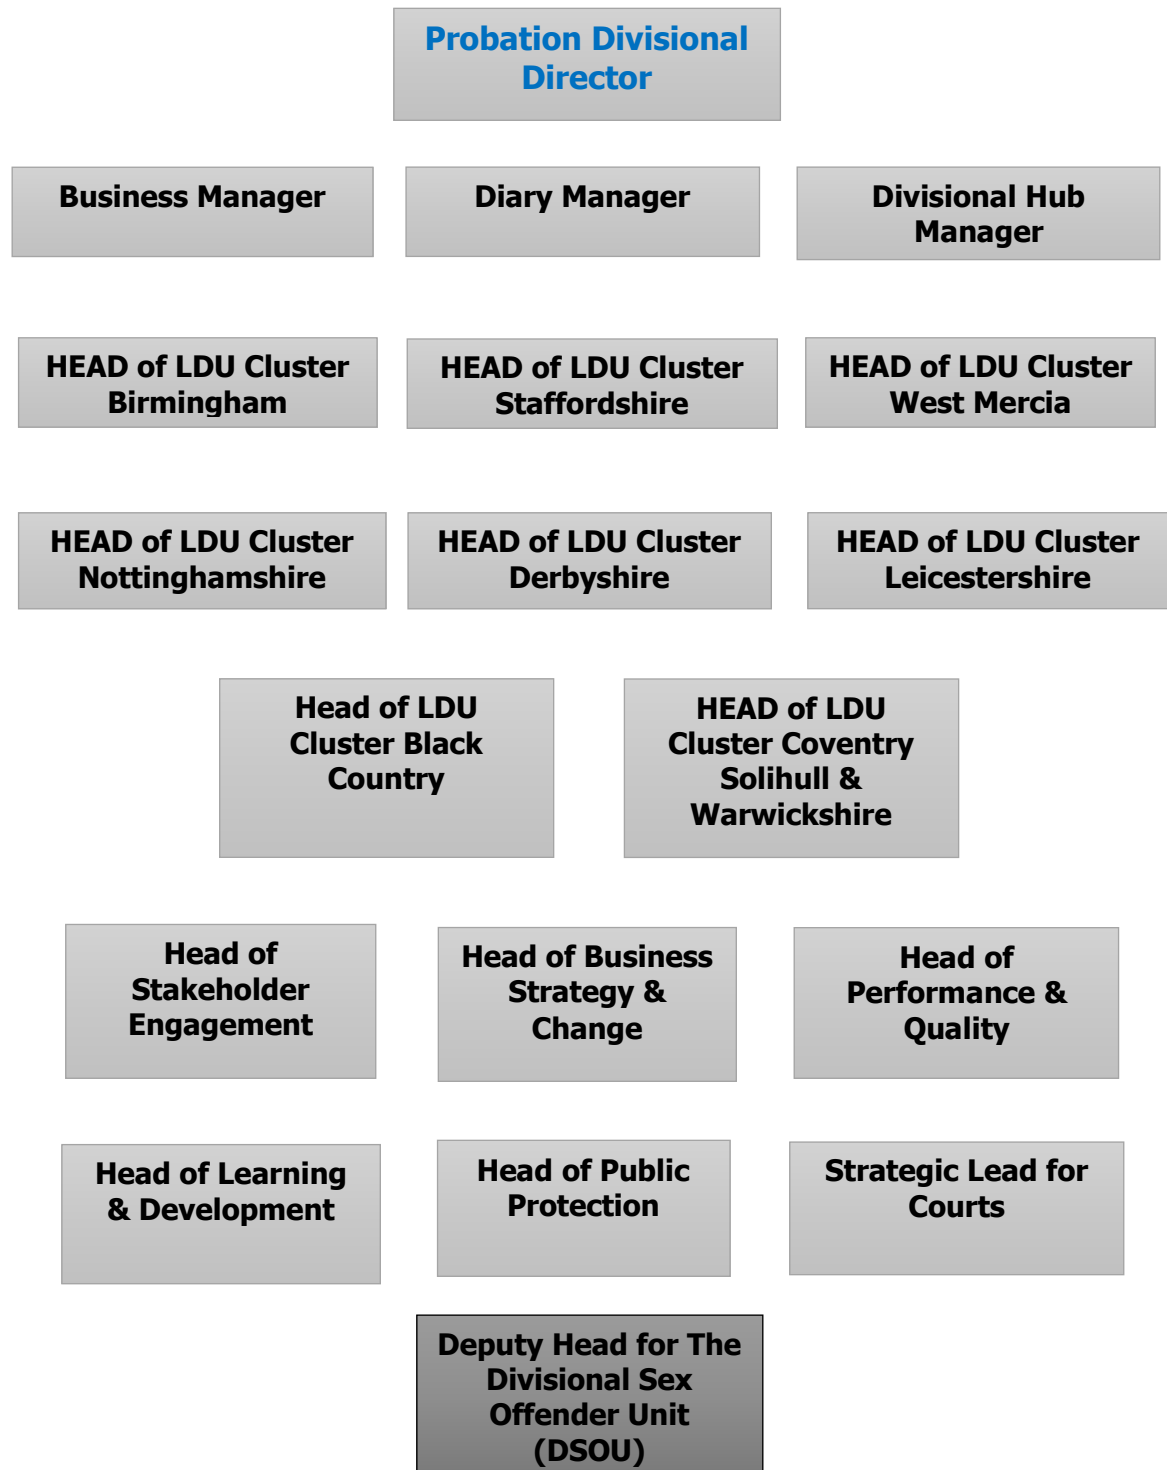 Probation Divisional
Director
Business Manager
Diary Manager
Divisional Hub
Manager
HEAD of LDU Cluster
Birmingham
HEAD of LDU Cluster
Staffordshire
HEAD of LDU Cluster
West Mercia
HEAD of LDU Cluster
Nottinghamshire
HEAD of LDU Cluster
Derbyshire
HEAD of LDU Cluster
Leicestershire
Head of LDU
Cluster Black
Country
HEAD of LDU
Cluster Coventry
Solihull &
Warwickshire
Head of
Stakeholder
Engagement
Head of Business
Strategy &
Change
Head of
Performance &
Quality
Head of Learning
& Development
Head of Public
Protection
Strategic Lead for
Courts
Deputy Head for The
Divisional Sex
Offender Unit
(DSOU)